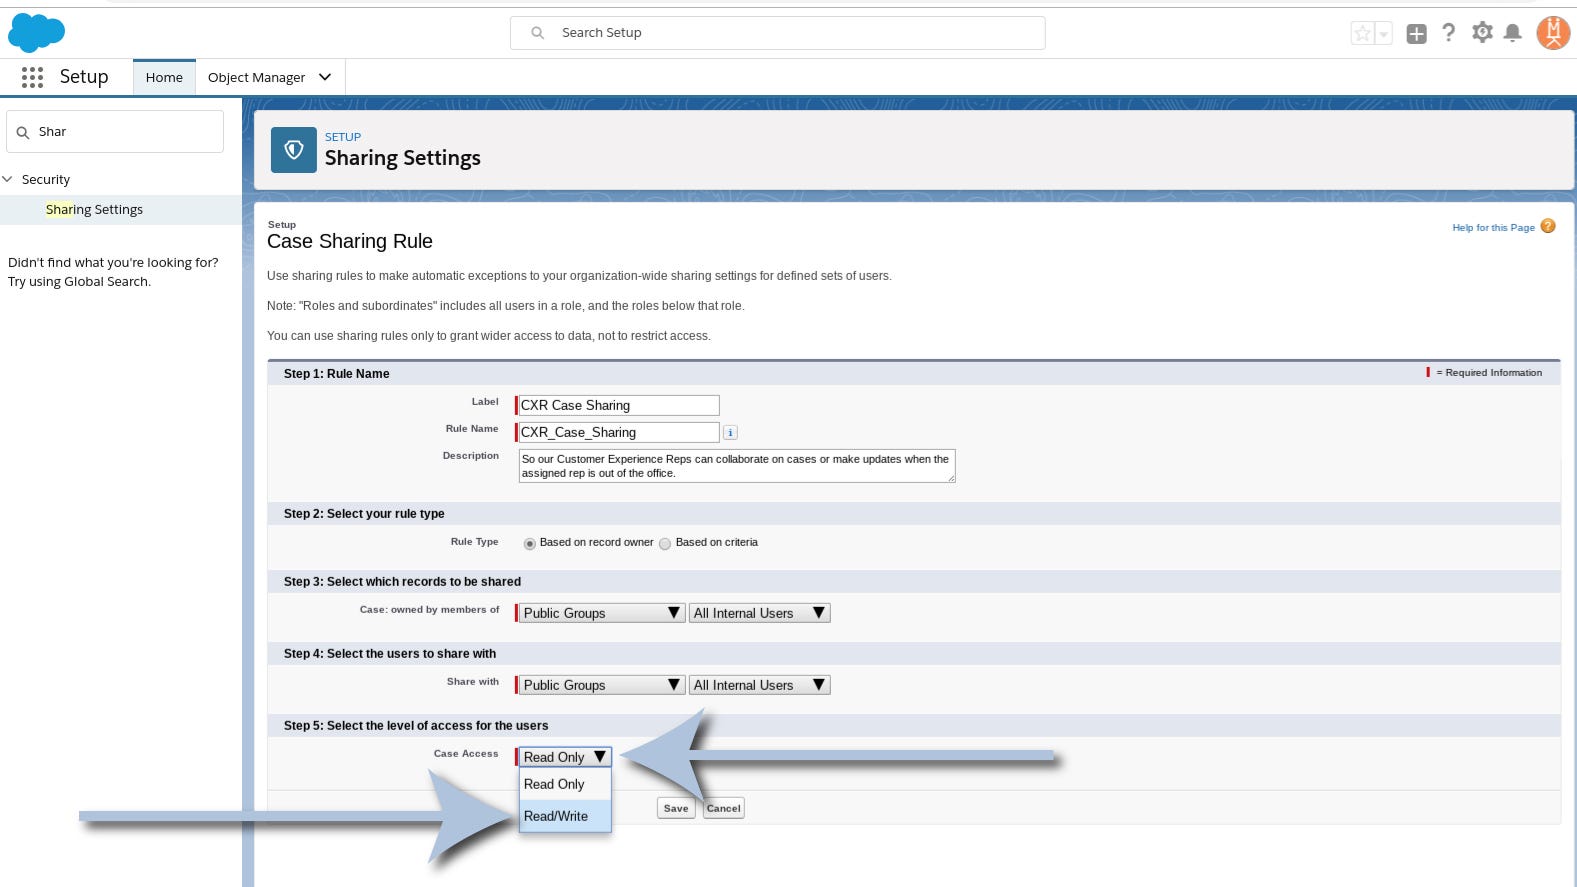 Search Setup
Setup
Home
Object Manager
Shar
Security
Sharing Settings
Didn't find what you're looking for?
Try using Global Search.
SETUP
Sharing Settings
Setup
Case Sharing Rule
Help for this Page ?
Use sharing rules to make automatic exceptions to your organization-wide sharing settings for defined sets of users.
Note: "Roles and subordinates" includes all users in a role, and the roles below that role.
You can use sharing rules only to grant wider access to data, not to restrict access.
Step 1: Rule Name
= Required Information
Label
CXR Case Sharing
Rule Name
CXR_Case_Sharing
i
Description
So our Customer Experience Reps can collaborate on cases or make updates when the
assigned rep is out of the office.
Step 2: Select your rule type
Rule Type
Based on record owner
Based on criteria
Step 3: Select which records to be shared
Case: owned by members of
Public Groups
All Internal Users
Step 4: Select the users to share with
Share with
Public Groups
All Internal Users
Step 5: Select the level of access for the users
Case Access
Read Only
Read Only
Read/Write
Save
Cancel